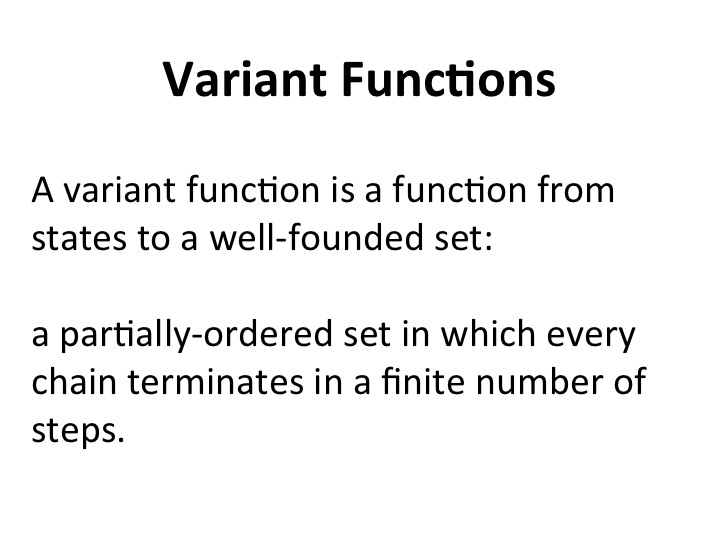 Variant Functions
A variant function is a function from
states to a well-founded set:
a partially-ordered set in which every
chain terminates in a finite number of
steps.